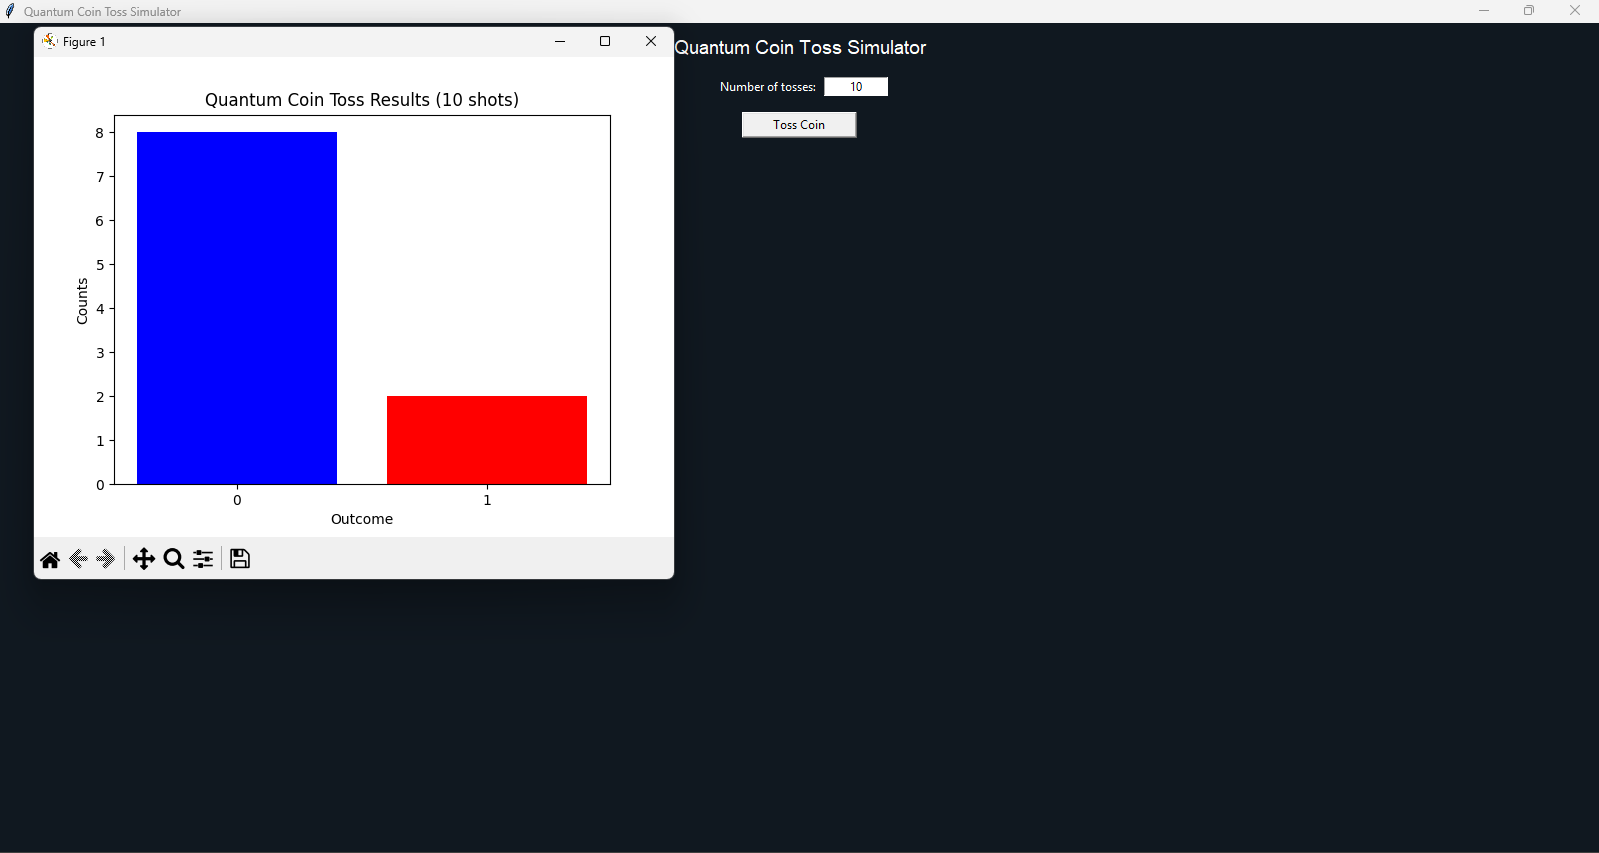 Quantum Coin Toss Simulator
Figure 1
Quantum Coin Toss Results (10 shots)
8
7
6
5
4
3
2
1
0
Counts
0 1
Outcome
Quantum Coin Toss Simulator
Number of tosses: 10
Toss Coin